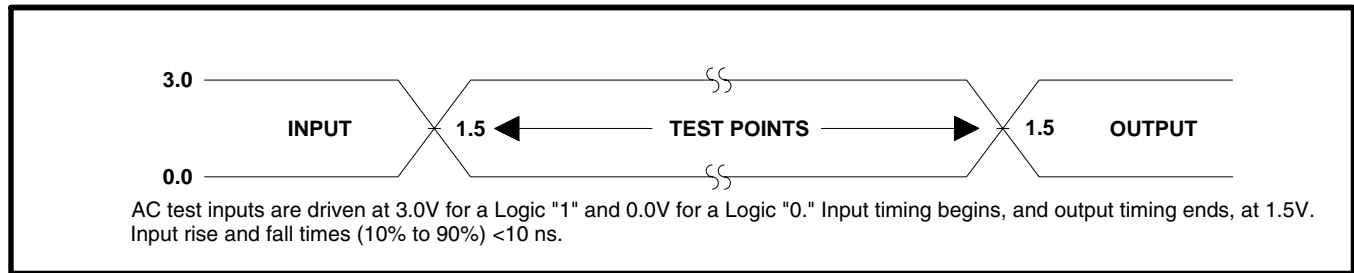 3.0
INPUT 1.5 TEST POINTS 1.5 OUTPUT
0.0
AC test inputs are driven at 3.0V for a Logic "1" and 0.0V for a Logic "0." Input timing begins, and output timing ends, at 1.5V.
Input rise and fall times (10% to 90%) <10 ns.